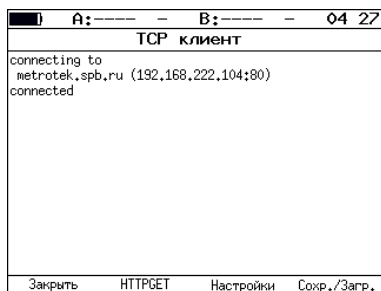 A:---- – B:---- – 04 27
TCP клиент
connecting to
metrotek.spb.ru (192.168.222.104:80)
connected
Закрыть HTTPGET Настройки Сохр./Загр.